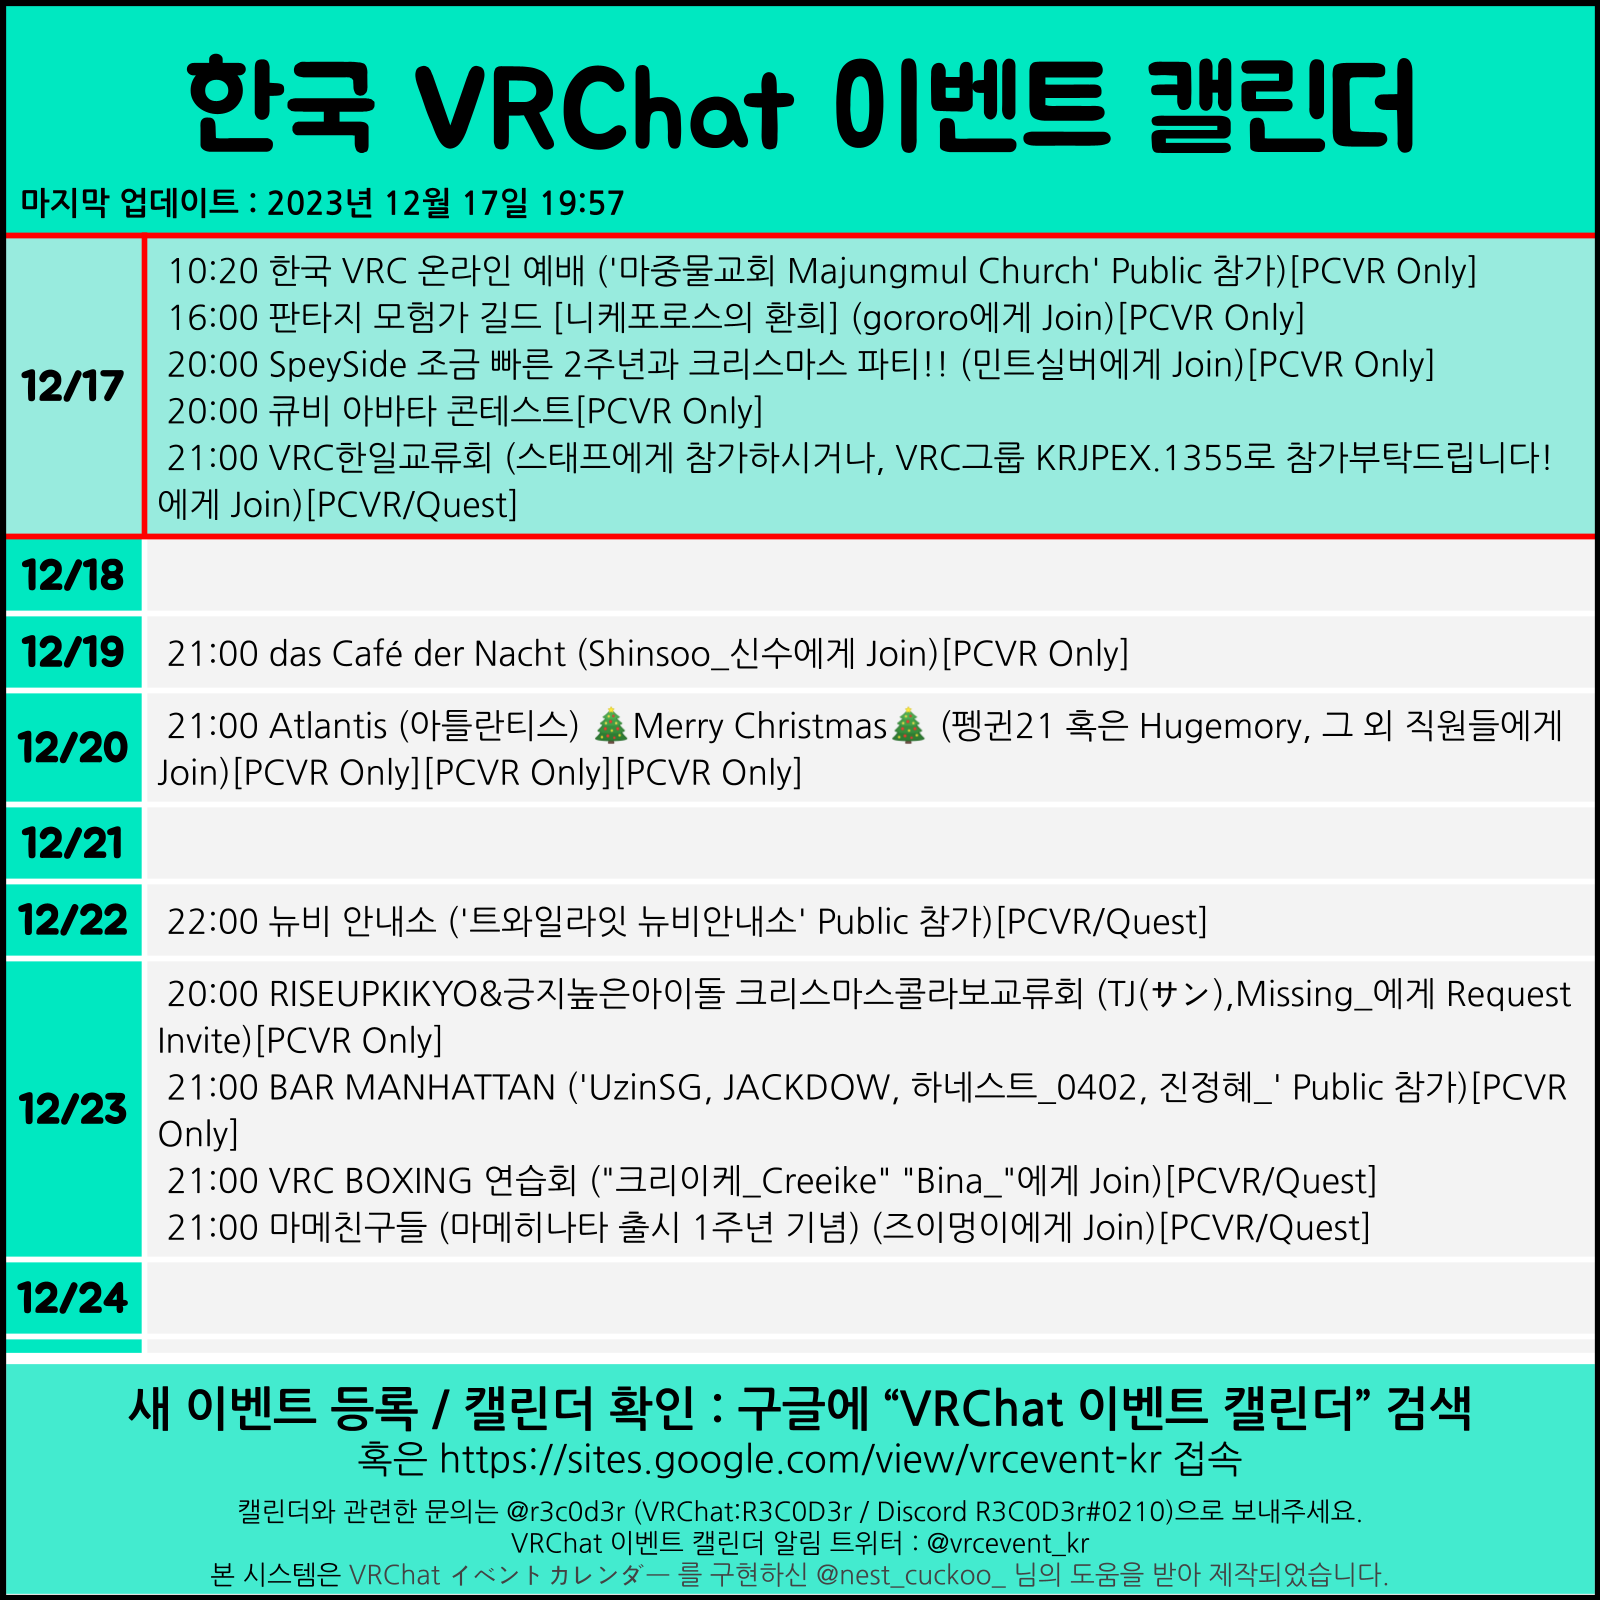 한국 VRChat 이벤트 캘린더
마지막 업데이트 : 2023년 12월 17일 19:57
12/17
10:20 한국 VRC 온라인 예배 ('마중물교회 Majungmul Church' Public 참가)[PCVR Only]
16:00 판타지 모험가 길드 [니케포로스의 환희] (gororo에게 Join)[PCVR Only]
20:00 SpeySide 조금 빠른 2주년과 크리스마스 파티!! (민트실버에게 Join)[PCVR Only]
20:00 큐비 아바타 콘테스트[PCVR Only]
21:00 VRC한일교류회 (스태프에게 참가하시거나, VRC그룹 KRJPEX.1355로 참가부탁드립니다!
에게 Join)[PCVR/Quest]
12/18
12/19
21:00 das Café der Nacht (Shinsoo_신수에게 Join)[PCVR Only]
12/20
21:00 Atlantis (아틀란티스) 🎄Merry Christmas🎄 (펭귄21 혹은 Hugemory, 그 외 직원들에게
Join)[PCVR Only][PCVR Only][PCVR Only]
12/21
12/22
22:00 뉴비 안내소 ('트와일라잇 뉴비안내소' Public 참가)[PCVR/Quest]
12/23
20:00 RISEUPKIKYO&긍지높은아이돌 크리스마스콜라보교류회 (TJ(サン),Missing_에게 Request
Invite)[PCVR Only]
21:00 BAR MANHATTAN ('UzinSG, JACKDOW, 하네스트_0402, 진정혜_' Public 참가)[PCVR
Only]
21:00 VRC BOXING 연습회 ("크리이케_Creeike" "Bina_"에게 Join)[PCVR/Quest]
21:00 마메친구들 (마메히나타 출시 1주년 기념) (즈이멍이에게 Join)[PCVR/Quest]
12/24
새 이벤트 등록 / 캘린더 확인 : 구글에 “VRChat 이벤트 캘린더” 검색
혹은 https://sites.google.com/view/vrcevent-kr 접속
캘린더와 관련한 문의는 @r3c0d3r (VRChat:R3C0D3r / Discord R3C0D3r#0210)으로 보내주세요.
VRChat 이벤트 캘린더 알림 트위터 : @vrcevent_kr
본 시스템은 VRChat イベントカレンダー 를 구현하신 @nest_cuckoo_ 님의 도움을 받아 제작되었습니다.